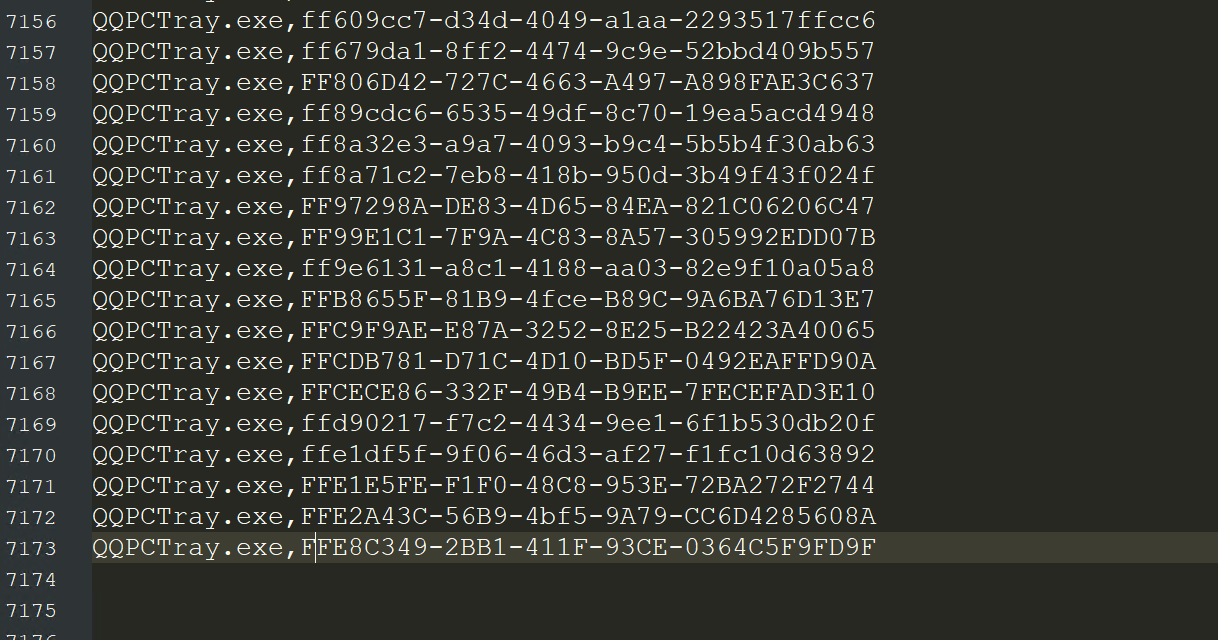 7156 QQPCTray.exe,ff609cc7-d34d-4049-a1aa-2293517ffcc6
7157 QQPCTray.exe,ff679da1-8ff2-4474-9c9e-52bbd409b557
7158 QQPCTray.exe,FF806D42-727C-4663-A497-A898FAE3C637
7159 QQPCTray.exe,ff89cdc6-6535-49df-8c70-19ea5acd4948
7160 QQPCTray.exe,ff8a32e3-a9a7-4093-b9c4-5b5b4f30ab63
7161 QQPCTray.exe,ff8a71c2-7eb8-418b-950d-3b49f43f024f
7162 QQPCTray.exe,FF97298A-DE83-4D65-84EA-821C06206C47
7163 QQPCTray.exe,FF99E1C1-7F9A-4C83-8A57-305992EDD07B
7164 QQPCTray.exe,ff9e6131-a8c1-4188-aa03-82e9f10a05a8
7165 QQPCTray.exe,FFB8655F-81B9-4fce-B89C-9A6BA76D13E7
7166 QQPCTray.exe,FFC9F9AE-E87A-3252-8E25-B22423A40065
7167 QQPCTray.exe,FFCDB781-D71C-4D10-BD5F-0492EAFFD90A
7168 QQPCTray.exe,FFCECE86-332F-49B4-B9EE-7FECEFAD3E10
7169 QQPCTray.exe,ffd90217-f7c2-4434-9ee1-6f1b530db20f
7170 QQPCTray.exe,ffe1df5f-9f06-46d3-af27-f1fc10d63892
7171 QQPCTray.exe,FFE1E5FE-F1F0-48C8-953E-72BA272F2744
7172 QQPCTray.exe,FFE2A43C-56B9-4bf5-9A79-CC6D4285608A
7173 QQPCTray.exe,FFE8C349-2BB1-411F-93CE-0364C5F9FD9F
7174
7175